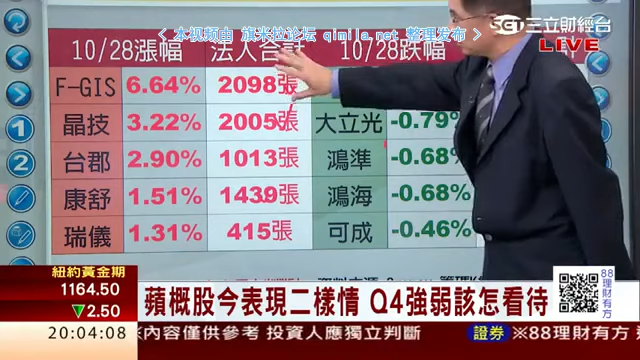 < 本视频由 旗米拉论坛 qimila.net 整理发布 >
SET 三立財經台
LIVE
10/28漲幅 法人合計 10/28跌幅
F-GIS 6.64% 2098張
晶技 3.22% 2005張 大立光 -0.79%
台郡 2.90% 1013張 鴻準 -0.68%
康舒 1.51% 1439張 鴻海 -0.68%
瑞儀 1.31% 415張 可成 -0.46%
1
2
紐約黃金期
1164.50
▼2.50
蘋概股今表現二樣情 Q4強弱該怎看待
88理財有方
20:04:08
內容僅供參考 投資人應獨立判斷 證券 ※88理財有方